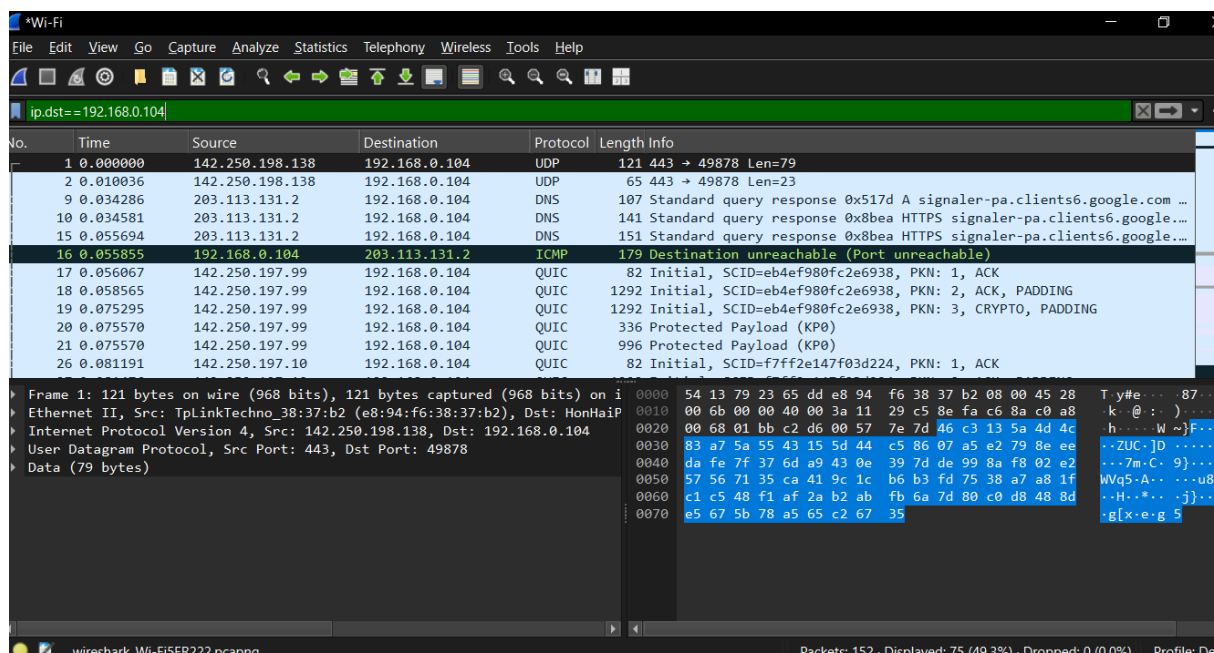 *Wi-Fi
File Edit View Go Capture Analyze Statistics Telephony Wireless Tools Help
ip.dst==192.168.0.104
No. Time Source Destination Protocol Length Info
1 0.000000 142.250.198.138 192.168.0.104 UDP 121 443 → 49878 Len=79
2 0.010036 142.250.198.138 192.168.0.104 UDP 65 443 → 49878 Len=23
9 0.034286 203.113.131.2 192.168.0.104 DNS 107 Standard query response 0x517d A signaler-pa.clients6.google.com …
10 0.034581 203.113.131.2 192.168.0.104 DNS 141 Standard query response 0x8bea HTTPS signaler-pa.clients6.google.…
15 0.055694 203.113.131.2 192.168.0.104 DNS 151 Standard query response 0x8bea HTTPS signaler-pa.clients6.google.…
16 0.055855 192.168.0.104 203.113.131.2 ICMP 179 Destination unreachable (Port unreachable)
17 0.056067 142.250.197.99 192.168.0.104 QUIC 82 Initial, SCID=eb4ef980fc2e6938, PKN: 1, ACK
18 0.058565 142.250.197.99 192.168.0.104 QUIC 1292 Initial, SCID=eb4ef980fc2e6938, PKN: 2, ACK, PADDING
19 0.075295 142.250.197.99 192.168.0.104 QUIC 1292 Initial, SCID=eb4ef980fc2e6938, PKN: 3, CRYPTO, PADDING
20 0.075570 142.250.197.99 192.168.0.104 QUIC 336 Protected Payload (KP0)
21 0.075570 142.250.197.99 192.168.0.104 QUIC 996 Protected Payload (KP0)
26 0.081191 142.250.197.10 192.168.0.104 QUIC 82 Initial, SCID=f7ff2e147f03d224, PKN: 1, ACK
Frame 1: 121 bytes on wire (968 bits), 121 bytes captured (968 bits) on i
Ethernet II, Src: TpLinkTechno_38:37:b2 (e8:94:f6:38:37:b2), Dst: HonHaiP
Internet Protocol Version 4, Src: 142.250.198.138, Dst: 192.168.0.104
User Datagram Protocol, Src Port: 443, Dst Port: 49878
Data (79 bytes)
0000 54 13 79 23 65 dd e8 94 f6 38 37 b2 08 00 45 28 T·y#e··· ·87·
0010 00 6b 00 00 40 00 3a 11 29 c5 8e fa c6 8a c0 a8 ·k··@·:· )····
0020 00 68 01 bb c2 d6 00 57 7e 7d 46 c3 13 5a 4d 4c ·h·····W ~}F··
0030 83 a7 5a 55 43 15 5d 44 c5 86 07 a5 e2 79 8e ee ··ZUC·]D ·····
0040 da fe 7f 37 6d a9 43 0e 39 7d de 99 8a f8 02 e2 ···7m·C· 9}···
0050 57 56 71 35 ca 41 9c 1c b6 b3 fd 75 38 a7 a8 1f WVq5·A·· ···u8
0060 c1 c5 48 f1 af 2a b2 ab fb 6a 7d 80 c0 d8 48 8d ··H··*·· ·j}··
0070 e5 67 5b 78 a5 65 c2 67 35 ·g[x·e·g 5
wireshark_Wi-Fi5ER222.pcapng Packets: 152 · Displayed: 75 (49.3%) · Dropped: 0 (0.0%) Profile: De